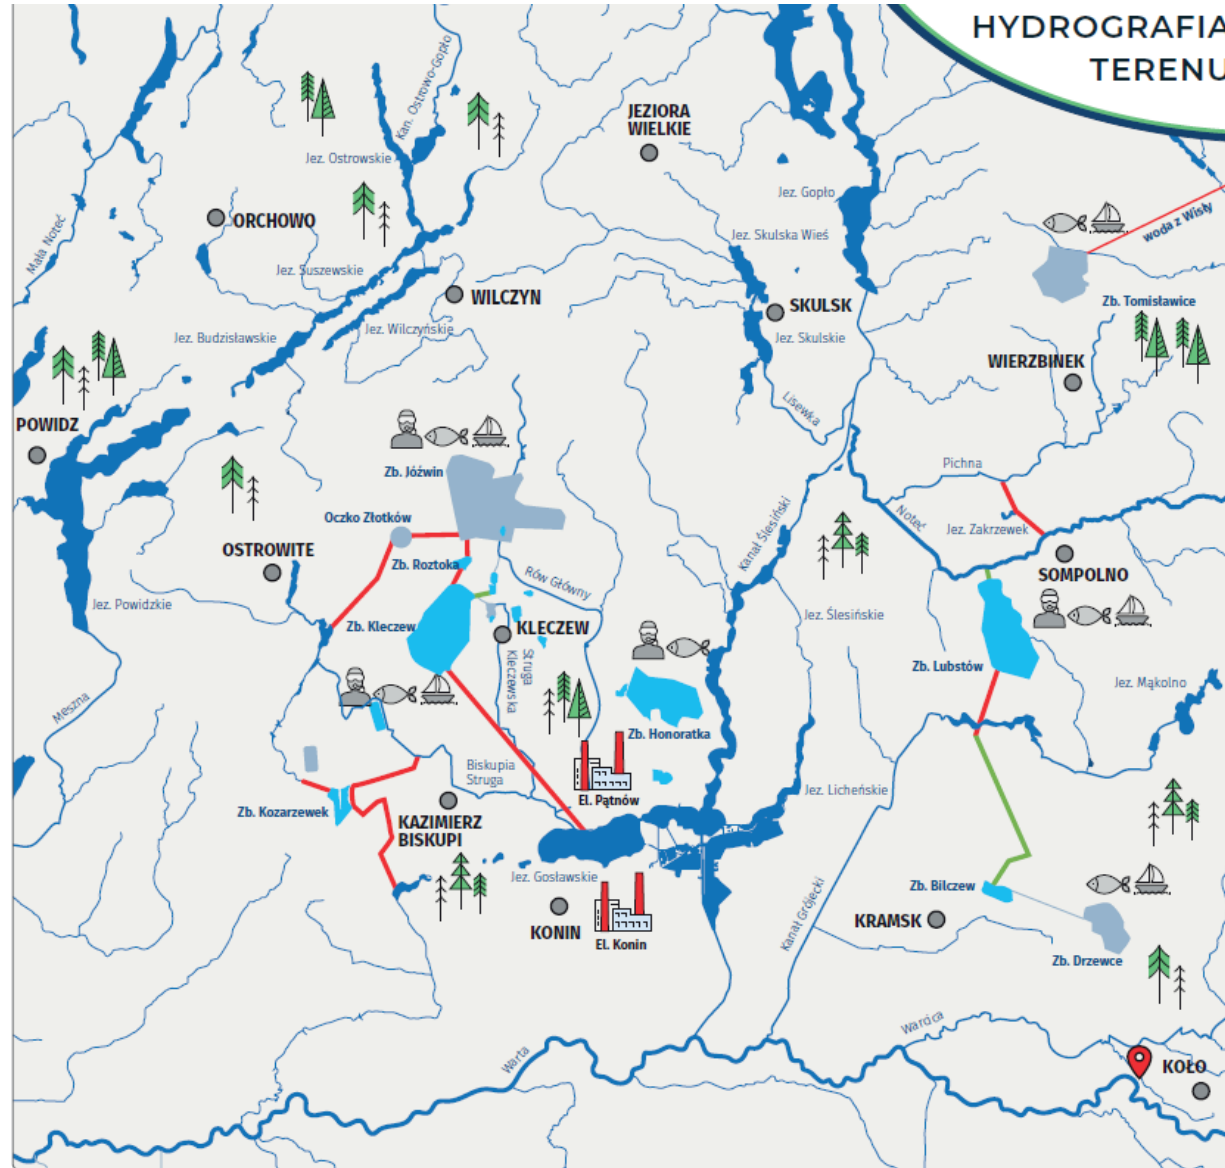 HYDROGRAFIA
TERENU
JEZIORA
WIELKIE
Kan. Ostrowo-Gopło
Jez. Ostrowskie
Jez. Gopło
Mała Noteć
ORCHOWO
woda z Wisły
Jez. Skulska Wieś
Jez. Suszewskie
WILCZYN
SKULSK
Zb. Tomisławice
Jez. Budzisławskie
Jez. Wilczyńskie
Jez. Skulskie
WIERZBINEK
Lisewka
POWIDZ
Zb. Jóźwin
Pichna
Oczko Złotków
Kanał Ślesiński
Noteć
Jez. Zakrzewek
OSTROWITE
Zb. Roztoka
Rów Główny
SOMPOLNO
Jez. Powidzkie
Zb. Kleczew
KLECZEW
Jez. Ślesińskie
Struga
Kleczewska
Zb. Lubstów
Jez. Mąkolno
Meszna
Zb. Honoratka
Biskupia
Struga
El. Pątnów
Jez. Licheńskie
Zb. Kozarzewek
KAZIMIERZ
BISKUPI
Jez. Gosławskie
Zb. Bilczew
KONIN
El. Konin
Kanał Grójecki
KRAMSK
Zb. Drzewce
Warcica
Warta
KOŁO